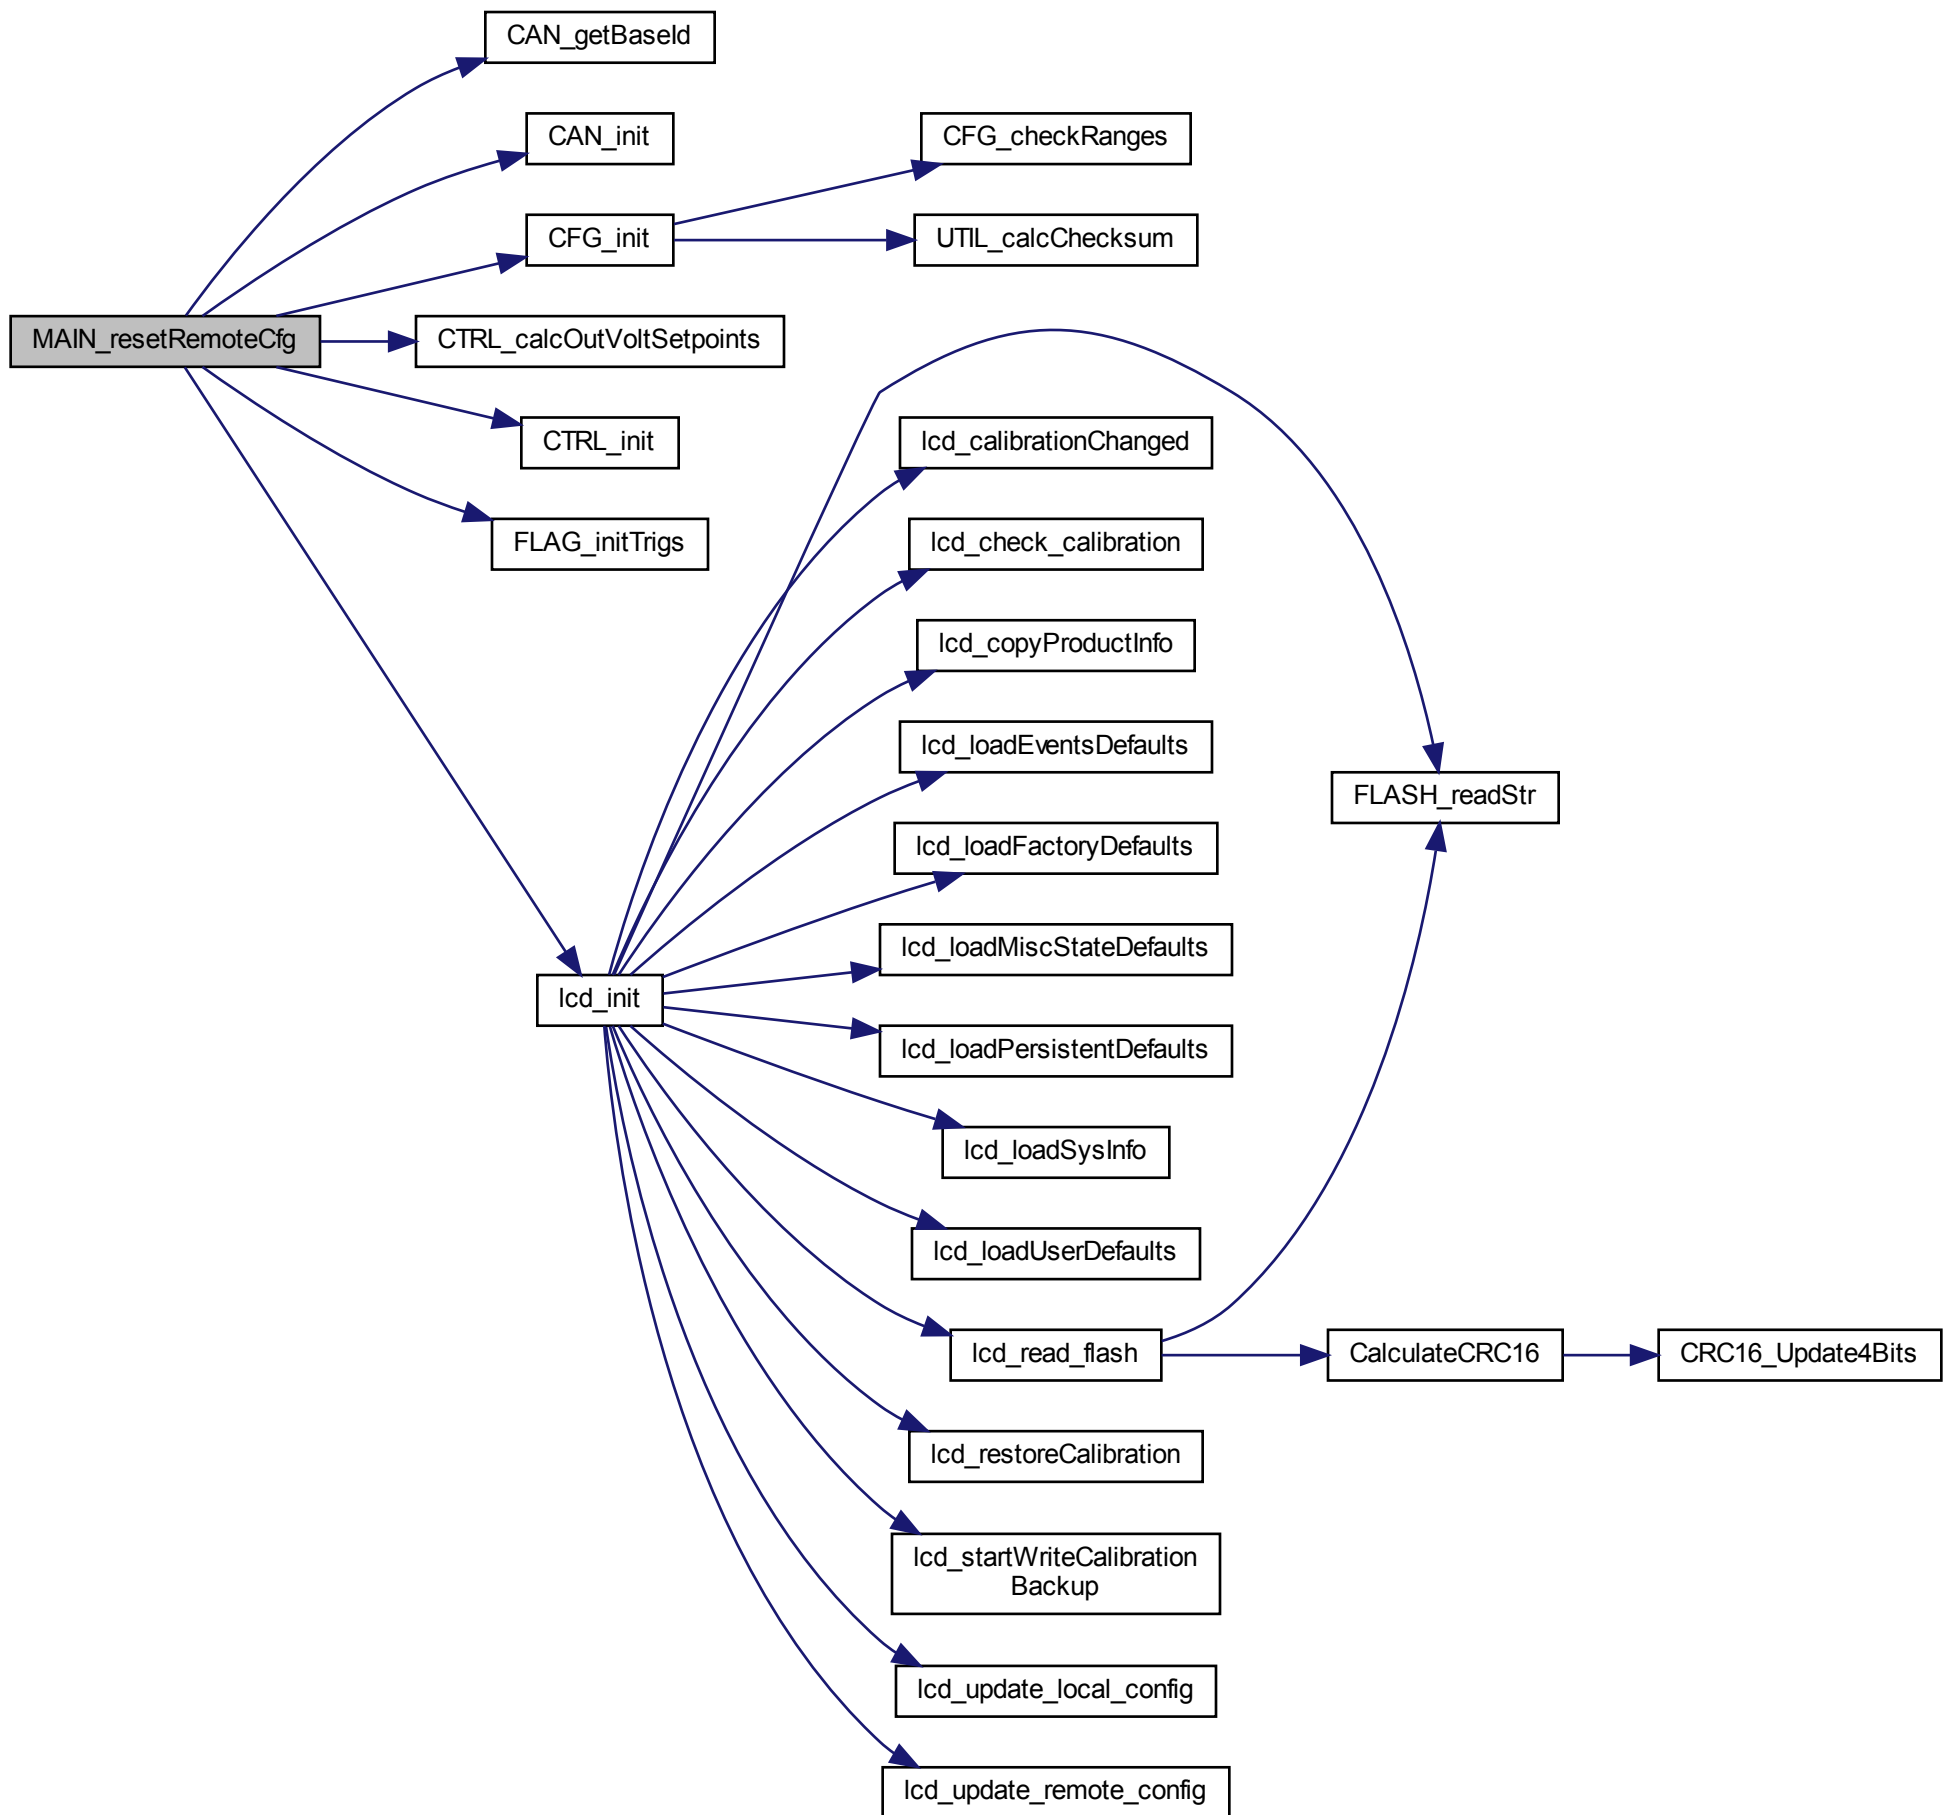 CAN_getBaseId
CAN_init
CFG_checkRanges
CFG_init
UTIL_calcChecksum
MAIN_resetRemoteCfg
CTRL_calcOutVoltSetpoints
CTRL_init
lcd_calibrationChanged
FLAG_initTrigs
lcd_check_calibration
lcd_copyProductInfo
lcd_loadEventsDefaults
FLASH_readStr
lcd_loadFactoryDefaults
lcd_loadMiscStateDefaults
lcd_init
lcd_loadPersistentDefaults
lcd_loadSysInfo
lcd_loadUserDefaults
lcd_read_flash
CalculateCRC16
CRC16_Update4Bits
lcd_restoreCalibration
lcd_startWriteCalibration
Backup
lcd_update_local_config
lcd_update_remote_config